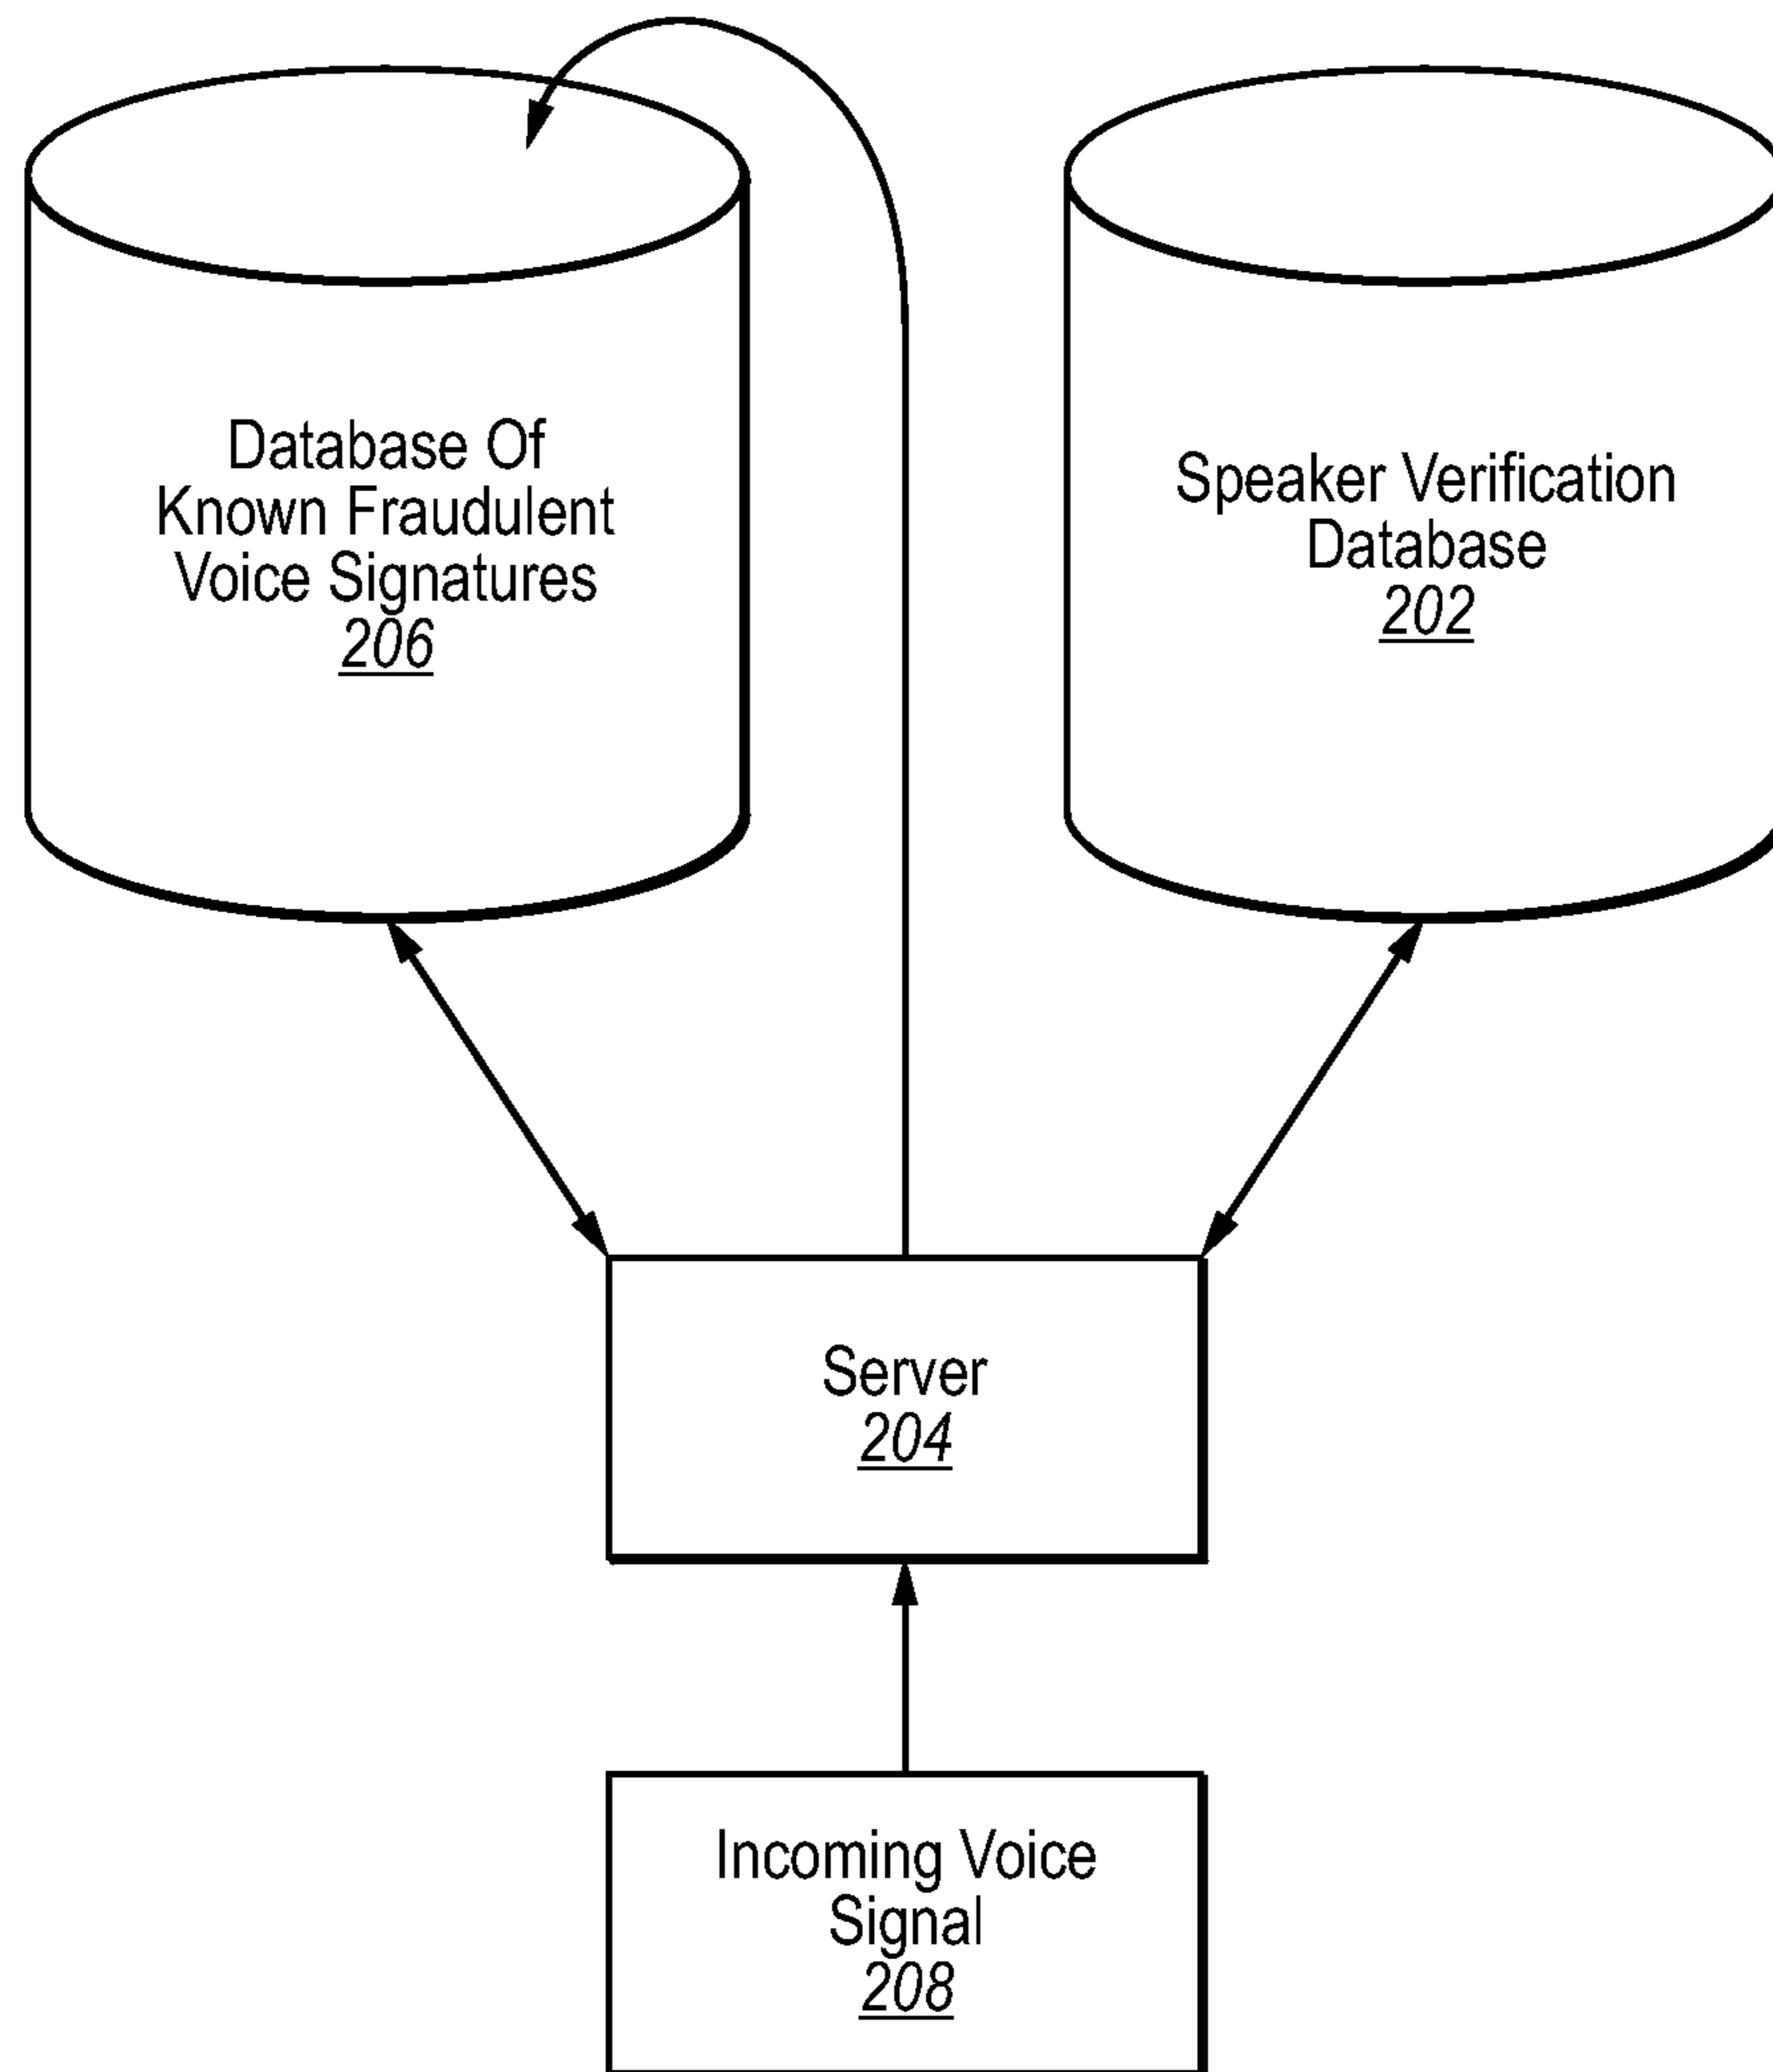 Database Of
Known Fraudulent
Voice Signatures
206
Speaker Verification
Database
202
Server
204
Incoming Voice
Signal
208